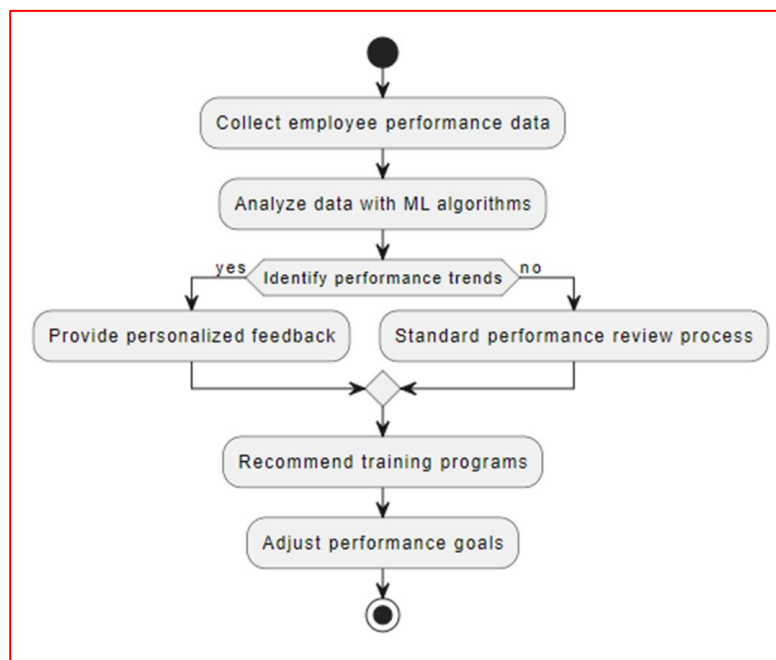 Collect employee performance data
Analyze data with ML algorithms
yes
Identify performance trends
no
Provide personalized feedback
Standard performance review process
Recommend training programs
Adjust performance goals